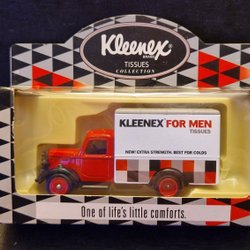 Kleenex
BRAND
TISSUES
COLLECTION
KLEENEX FOR MEN
TISSUES
NEW! EXTRA STRENGTH. BEST FOR COLDS
One of life's little comforts.